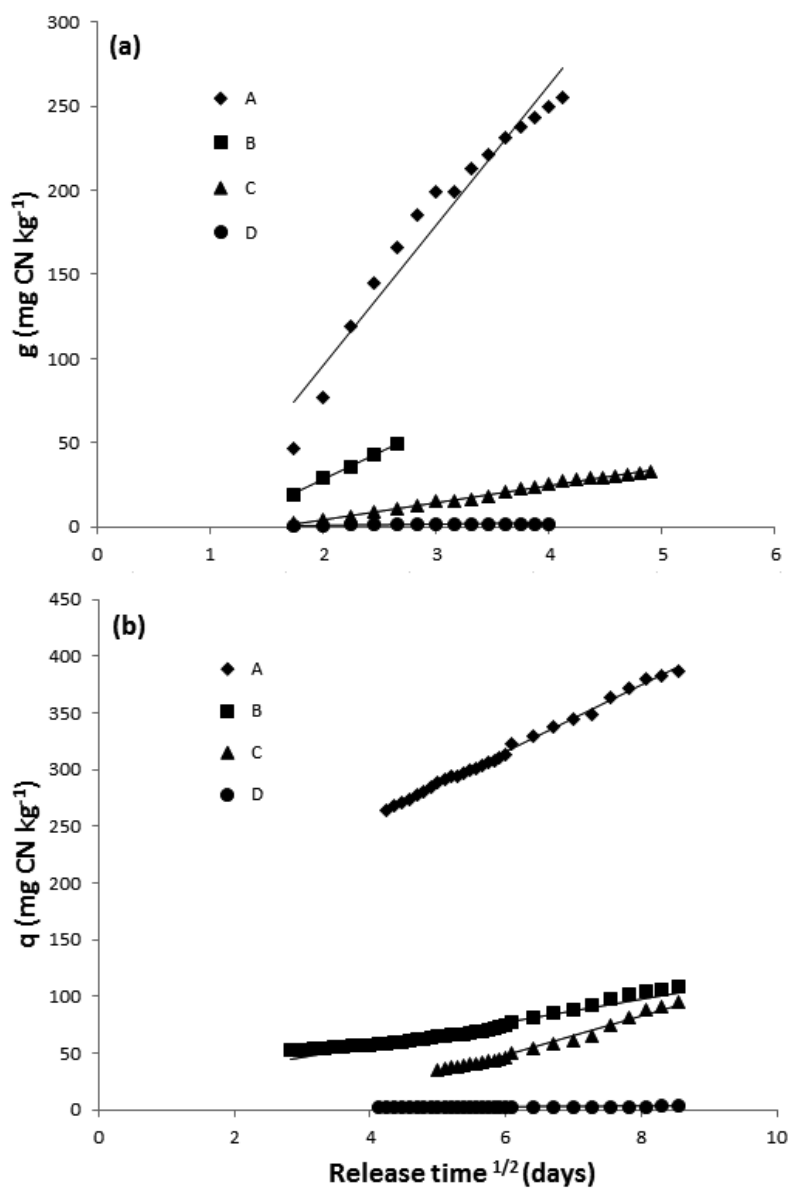 300
(a)
250
A
200
B
C
150
D
g (mg CN kg-1)
100
50
0
0 1 2 3 4 5 6
450
(b)
400
A
350
B
300
C
250
D
q (mg CN kg-1)
200
150
100
50
0
0 2 4 6 8 10
Release time 1/2 (days)